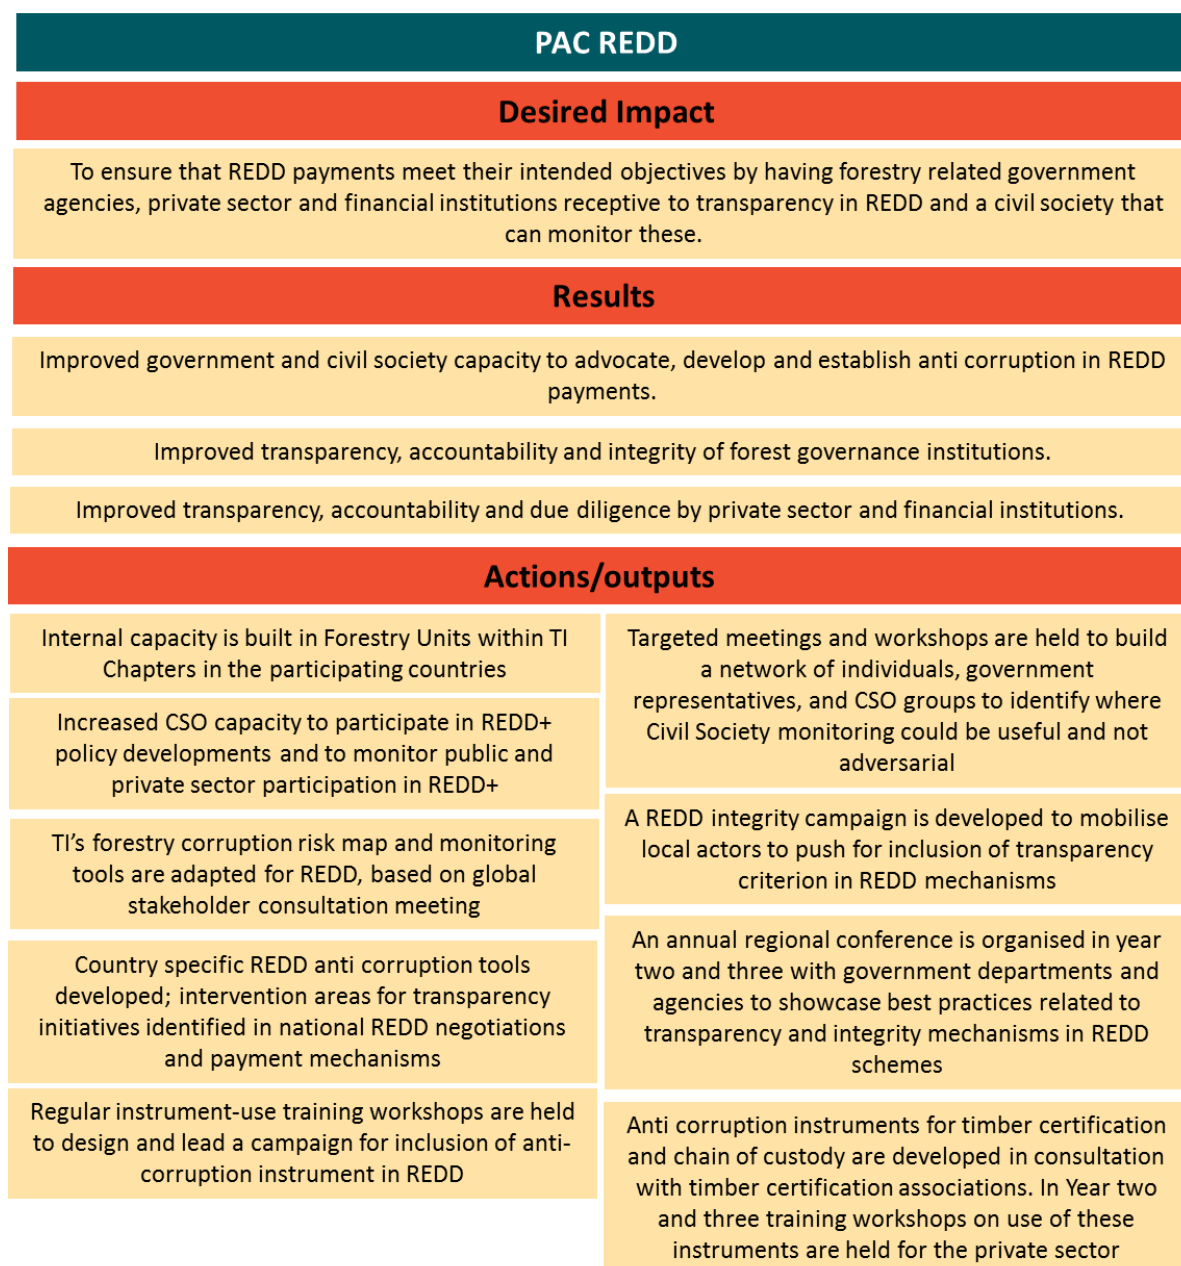 PAC REDD
Desired Impact
To ensure that REDD payments meet their intended objectives by having forestry related government
agencies, private sector and financial institutions receptive to transparency in REDD and a civil society that
can monitor these.
Results
Improved government and civil society capacity to advocate, develop and establish anti corruption in REDD
payments.
Improved transparency, accountability and integrity of forest governance institutions.
Improved transparency, accountability and due diligence by private sector and financial institutions.
Actions/outputs
Internal capacity is built in Forestry Units within TI
Chapters in the participating countries
Increased CSO capacity to participate in REDD+
policy developments and to monitor public and
private sector participation in REDD+
TI’s forestry corruption risk map and monitoring
tools are adapted for REDD, based on global
stakeholder consultation meeting
Country specific REDD anti corruption tools
developed; intervention areas for transparency
initiatives identified in national REDD negotiations
and payment mechanisms
Regular instrument-use training workshops are held
to design and lead a campaign for inclusion of anti-
corruption instrument in REDD
Targeted meetings and workshops are held to build
a network of individuals, government
representatives, and CSO groups to identify where
Civil Society monitoring could be useful and not
adversarial
A REDD integrity campaign is developed to mobilise
local actors to push for inclusion of transparency
criterion in REDD mechanisms
An annual regional conference is organised in year
two and three with government departments and
agencies to showcase best practices related to
transparency and integrity mechanisms in REDD
schemes
Anti corruption instruments for timber certification
and chain of custody are developed in consultation
with timber certification associations. In Year two
and three training workshops on use of these
instruments are held for the private sector